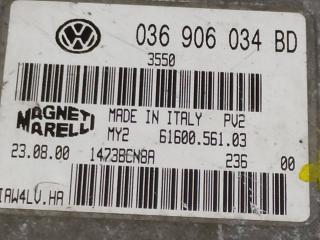 036 906 034 BD
3550
MAGNETI MARELLI
MADE IN ITALY PV2
MY2 61600.561.03
23.08.00 1473BCN8A 236 00
IAW4LV.HA